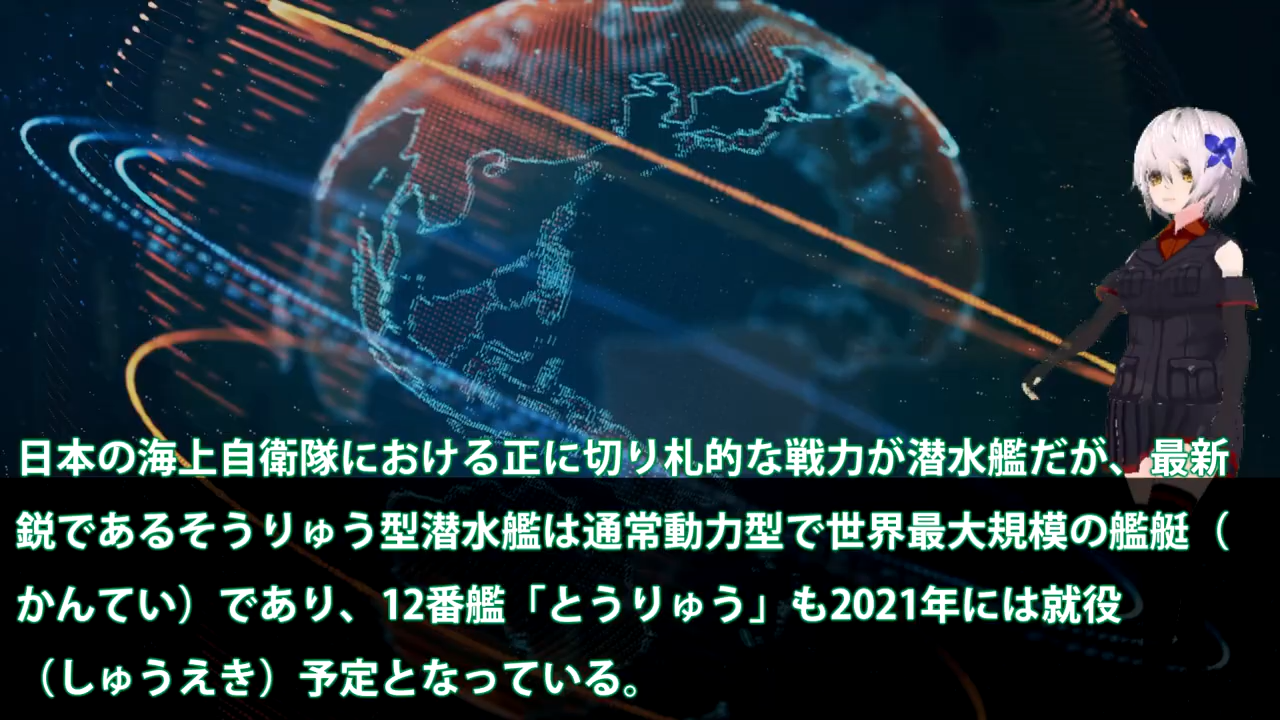 日本の海上自衛隊における正に切り札的な戦力が潜水艦だが、最新
鋭であるそうりゅう型潜水艦は通常動力型で世界最大規模の艦艇（
かんてい）であり、12番艦「とうりゅう」も2021年には就役
（しゅうえき）予定となっている。